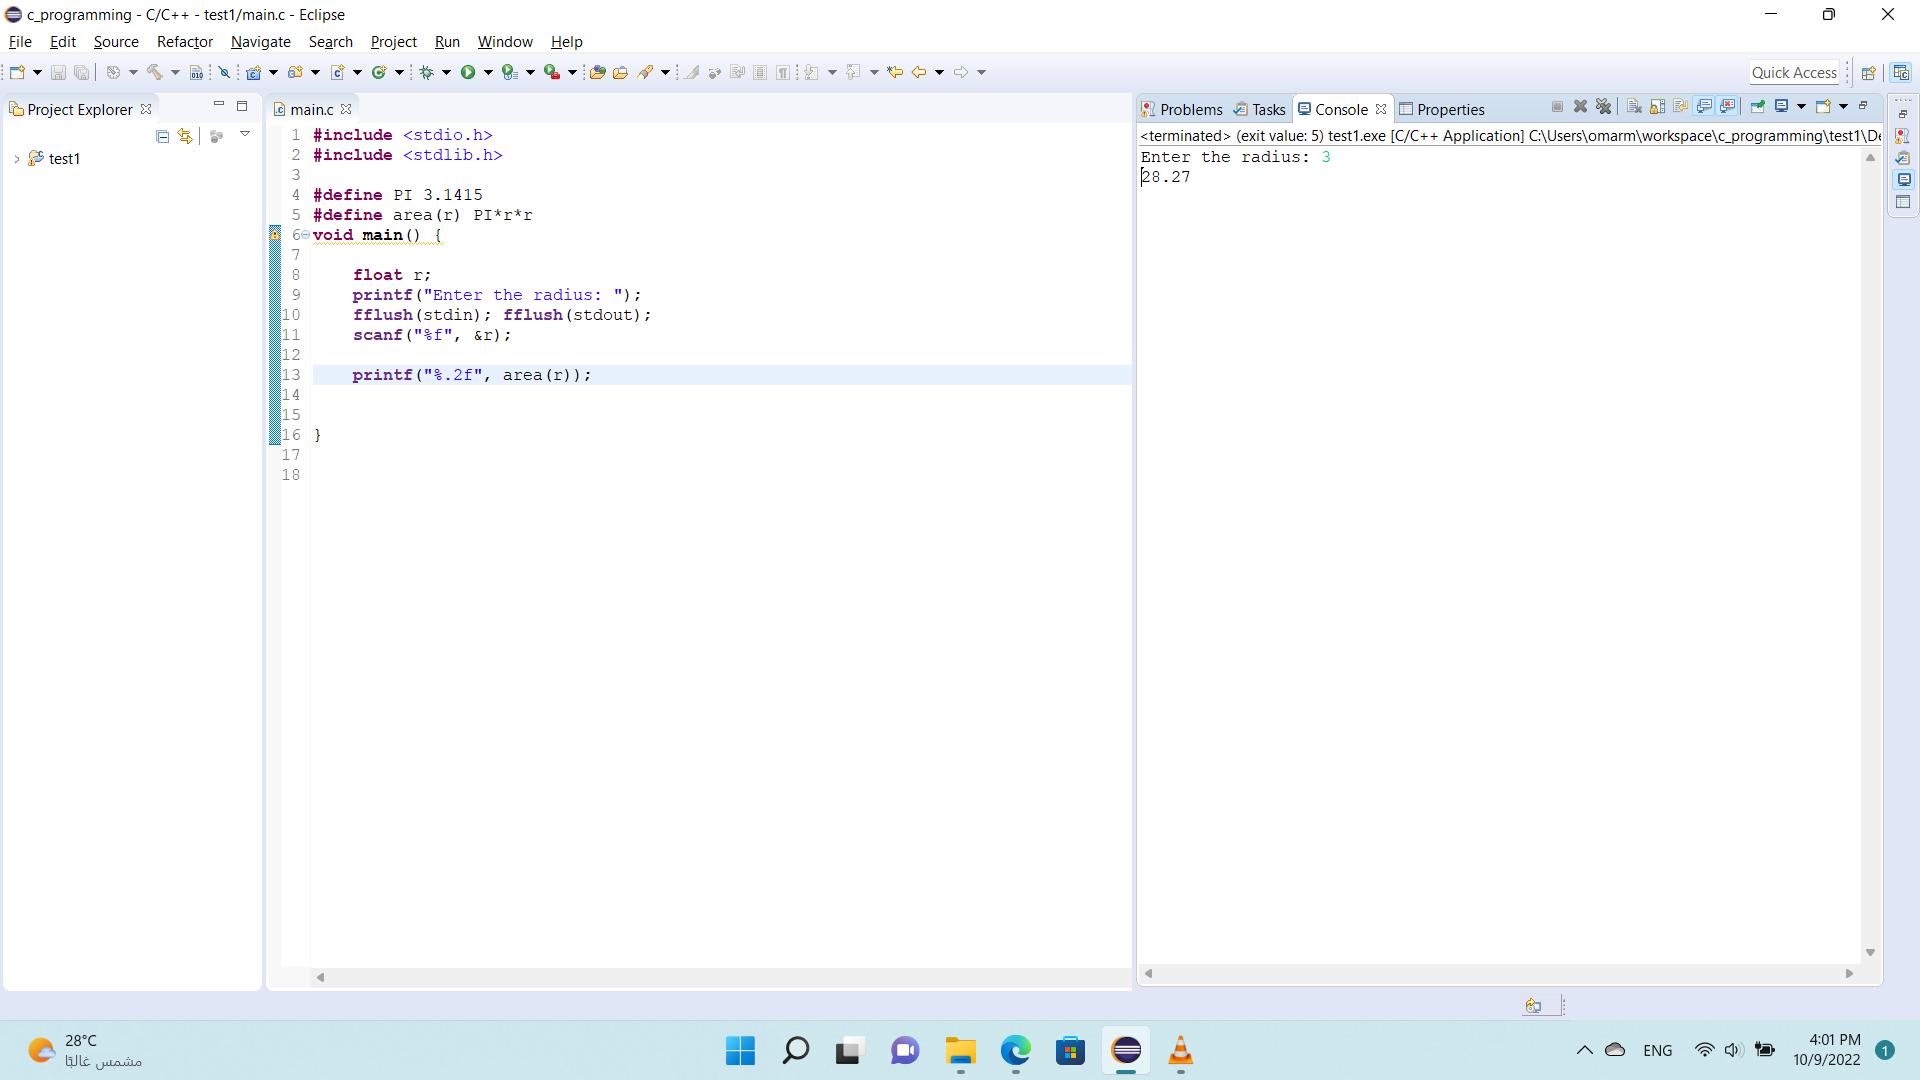 c_programming - C/C++ - test1/main.c - Eclipse
File Edit Source Refactor Navigate Search Project Run Window Help
Quick Access
Project Explorer
test1
main.c
1 #include <stdio.h>
2 #include <stdlib.h>
3
4 #define PI 3.1415
5 #define area(r) PI*r*r
6 void main() {
7
8 float r;
9 printf("Enter the radius: ");
10 fflush(stdin); fflush(stdout);
11 scanf("%f", &r);
12
13 printf("%.2f", area(r));
14
15
16 }
17
18
Problems Tasks Console Properties
<terminated> (exit value: 5) test1.exe [C/C++ Application] C:\Users\omarm\workspace\c_programming\test1\De
Enter the radius: 3
28.27
28°C
مشمس غالبًا
ENG
4:01 PM
10/9/2022
1